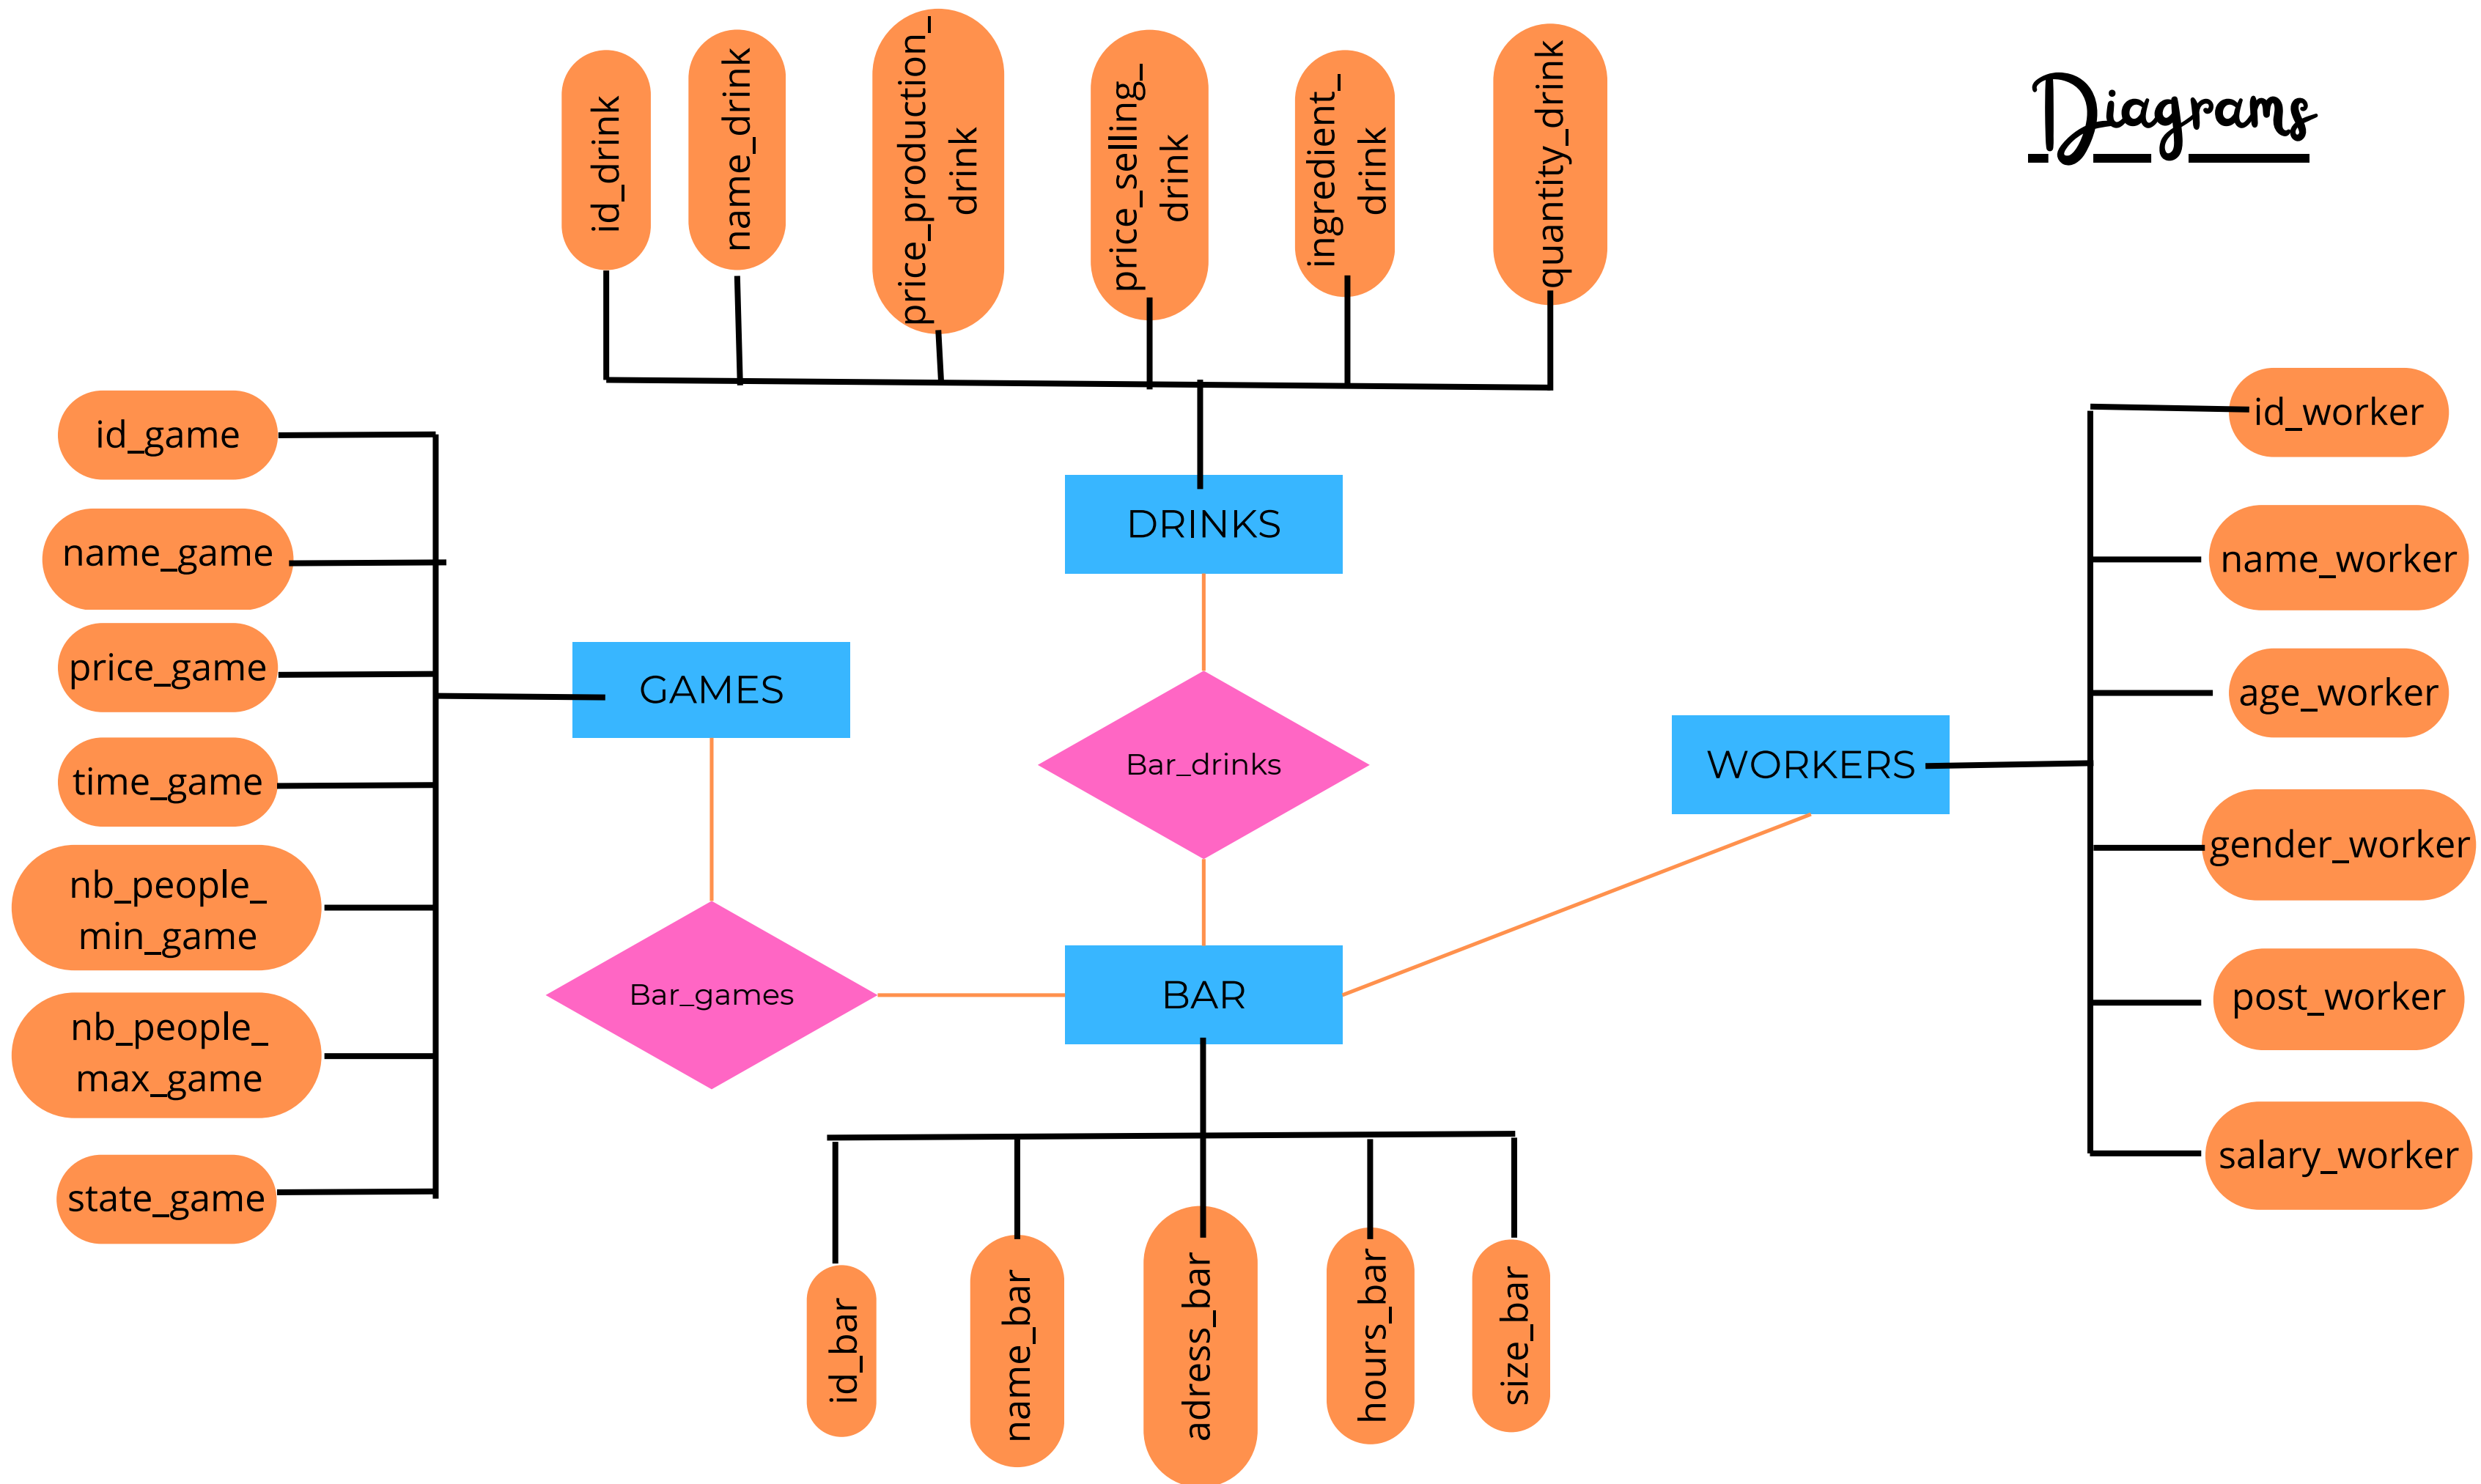 Diagrams
id_drink
name_drink
price_production_
drink
price_selling_
drink
ingredient_
drink
quantity_drink
id_game
name_game
price_game
time_game
nb_people_
min_game
nb_people_
max_game
state_game
DRINKS
GAMES
Bar_drinks
WORKERS
Bar_games
BAR
id_worker
name_worker
age_worker
gender_worker
post_worker
salary_worker
id_bar
name_bar
adress_bar
hours_bar
size_bar